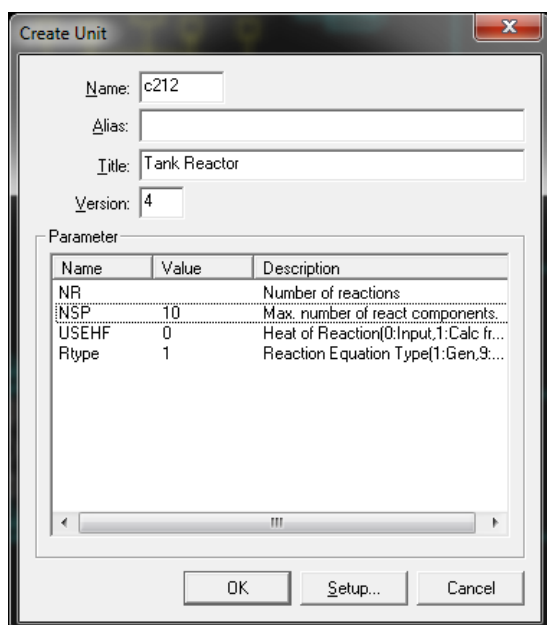 Create Unit
Name: c212
Alias:
Title: Tank Reactor
Version: 4
Parameter
Name Value Description
NR Number of reactions
NSP 10 Max. number of react components.
USEHF 0 Heat of Reaction(0:Input,1:Calc fr...
Rtype 1 Reaction Equation Type(1:Gen,9:...
OK Setup... Cancel